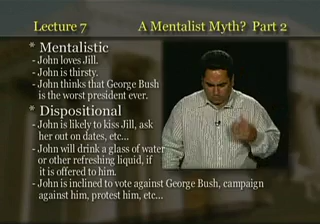 Lecture 7 A Mentalist Myth? Part 2
* Mentalistic
- John loves Jill.
- John is thirsty.
- John thinks that George Bush
is the worst president ever.
* Dispositional
- John is likely to kiss Jill, ask
her out on dates, etc...
- John will drink a glass of water
or other refreshing liquid, if
it is offered to him.
- John is inclined to vote against George Bush, campaign
against him, protest him, etc...